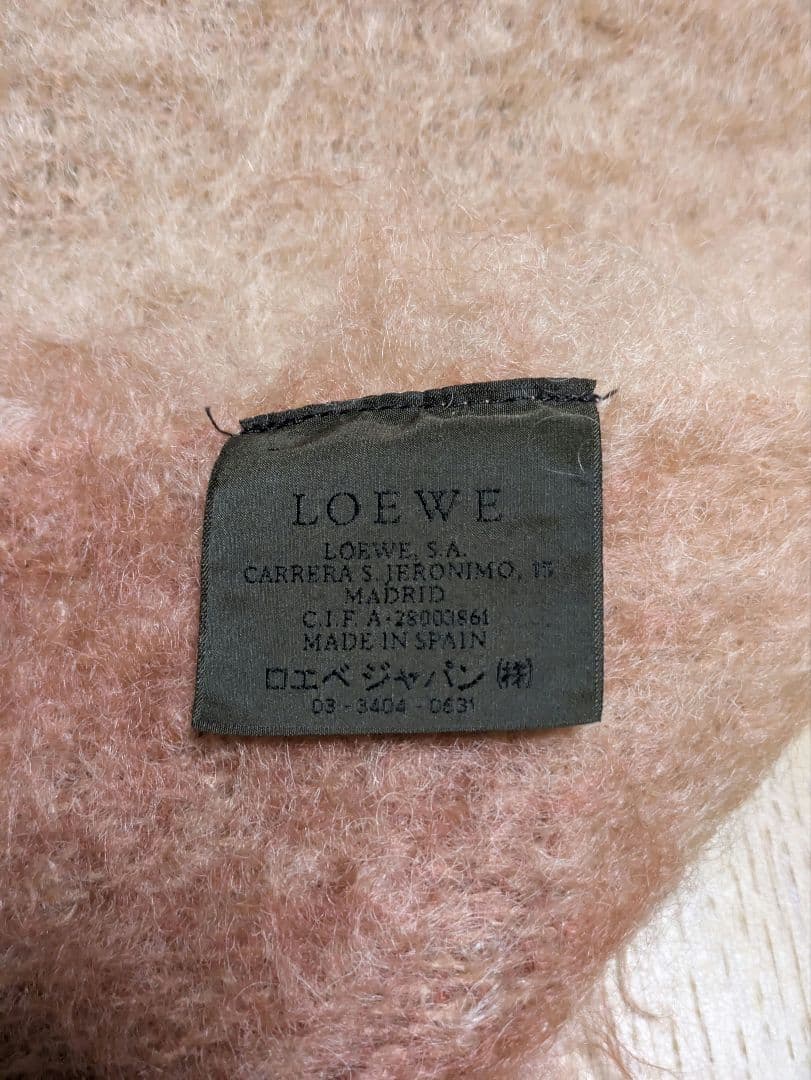 LOEWE
LOEWE, S.A.
CARRERA S. JERONIMO, 15
MADRID
C.I.F. A-28003861
MADE IN SPAIN
ロエベ ジャパン ㈱
03-3404-0631